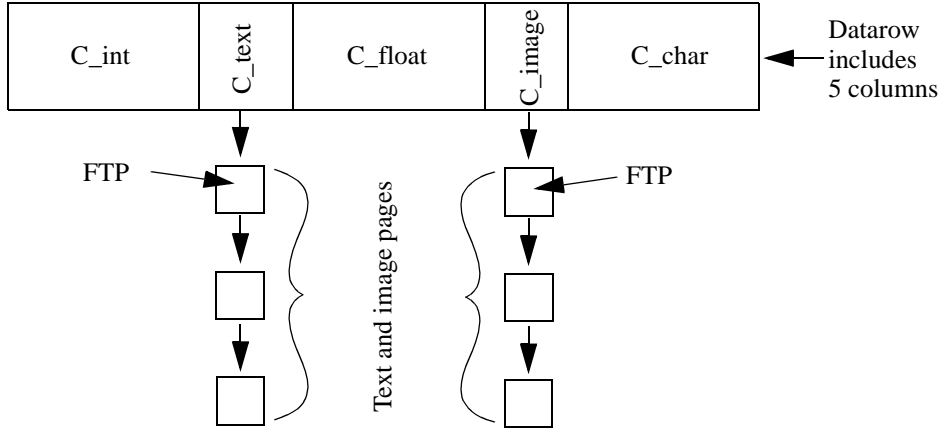 C_int
C_text
C_float
C_image
C_char
Datarow
includes
5 columns
FTP
Text and image pages
FTP